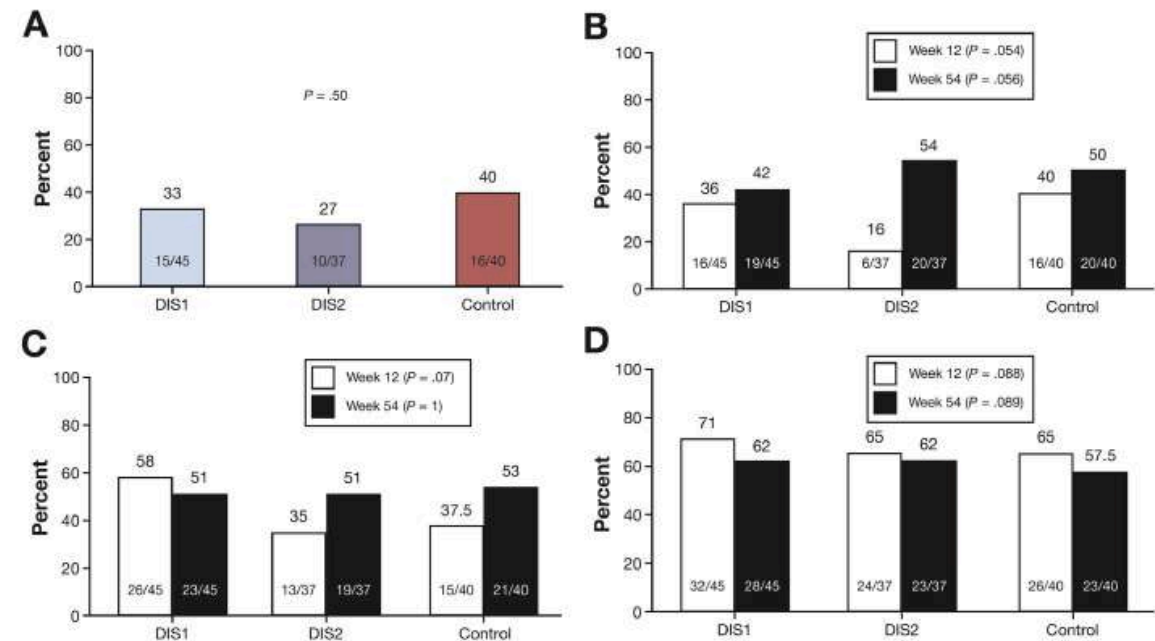 A
Percent
100
80
60
40
20
0
P = .50
33
27
40
15/45
10/37
16/40
DIS1
DIS2
Control
B
Percent
100
80
60
40
20
0
Week 12 (P = .054)
Week 54 (P = .056)
36
42
16
54
40
50
16/45
19/45
6/37
20/37
16/40
20/40
DIS1
DIS2
Control
C
Percent
100
80
60
40
20
0
Week 12 (P = .07)
Week 54 (P = 1)
58
51
35
51
37.5
53
26/45
23/45
13/37
19/37
15/40
21/40
DIS1
DIS2
Control
D
Percent
100
80
60
40
20
0
Week 12 (P = .088)
Week 54 (P = .089)
71
62
65
62
65
57.5
32/45
28/45
24/37
23/37
26/40
23/40
DIS1
DIS2
Control